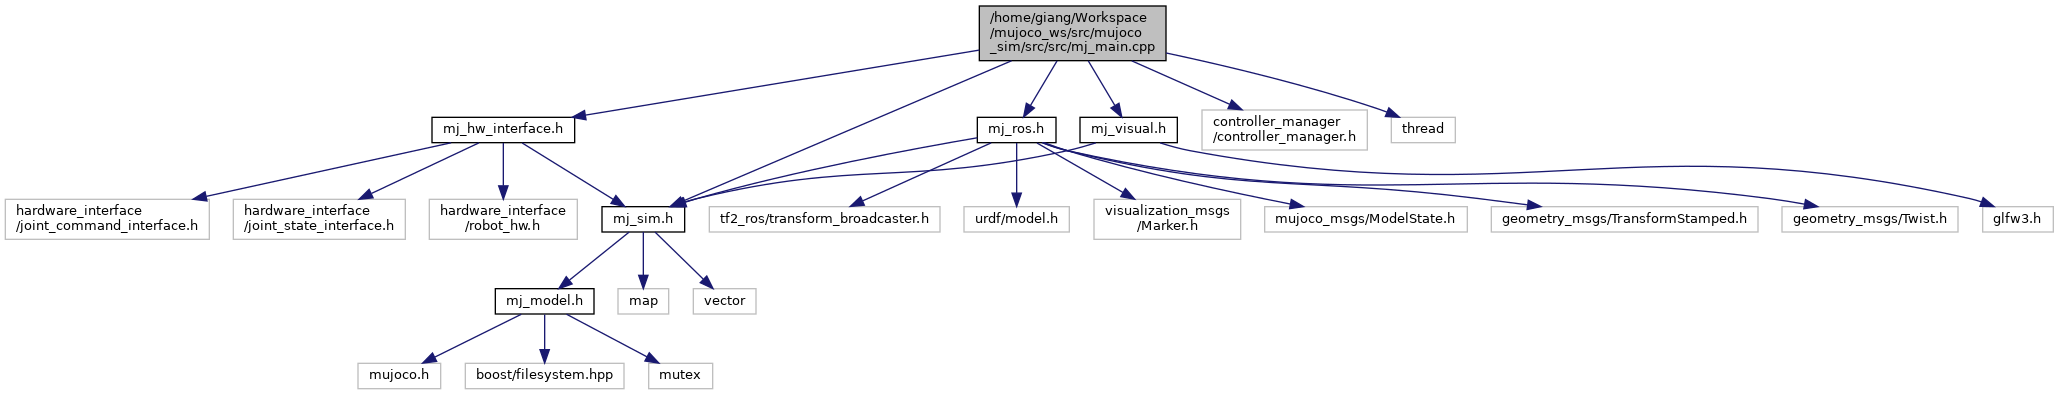 /home/giang/Workspace
/mujoco_ws/src/mujoco
_sim/src/src/mj_main.cpp
mj_hw_interface.h
mj_ros.h
mj_visual.h
controller_manager
/controller_manager.h
thread
hardware_interface
/joint_command_interface.h
hardware_interface
/joint_state_interface.h
hardware_interface
/robot_hw.h
mj_sim.h
tf2_ros/transform_broadcaster.h
urdf/model.h
visualization_msgs
/Marker.h
mujoco_msgs/ModelState.h
geometry_msgs/TransformStamped.h
geometry_msgs/Twist.h
glfw3.h
mj_model.h
map
vector
mujoco.h
boost/filesystem.hpp
mutex